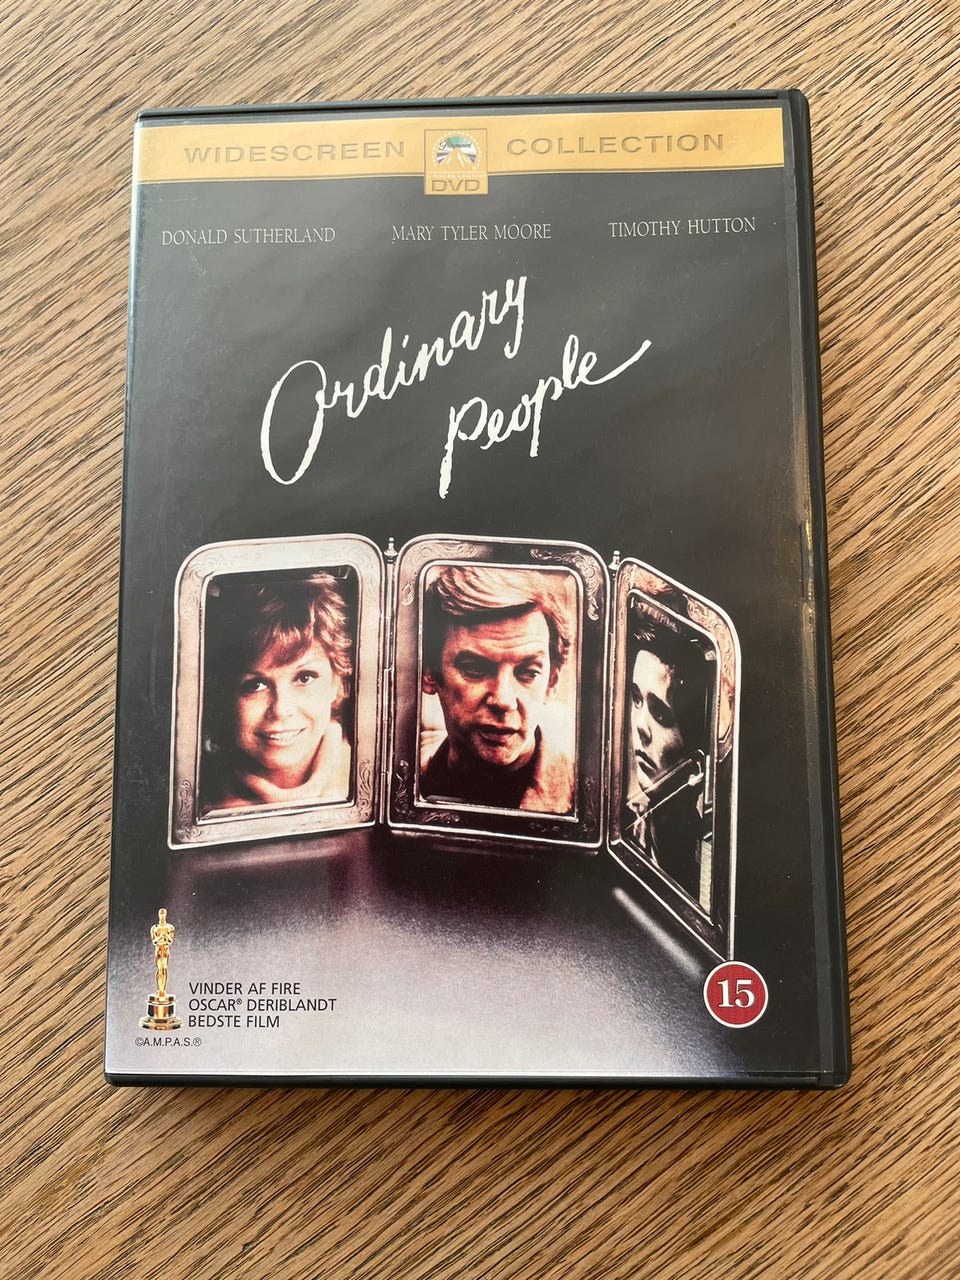 WIDESCREEN COLLECTION
Paramount
DVD
DONALD SUTHERLAND MARY TYLER MOORE TIMOTHY HUTTON
Ordinary
People
VINDER AF FIRE
OSCAR® DERIBLANDT
BEDSTE FILM
©A.M.P.A.S.®
15